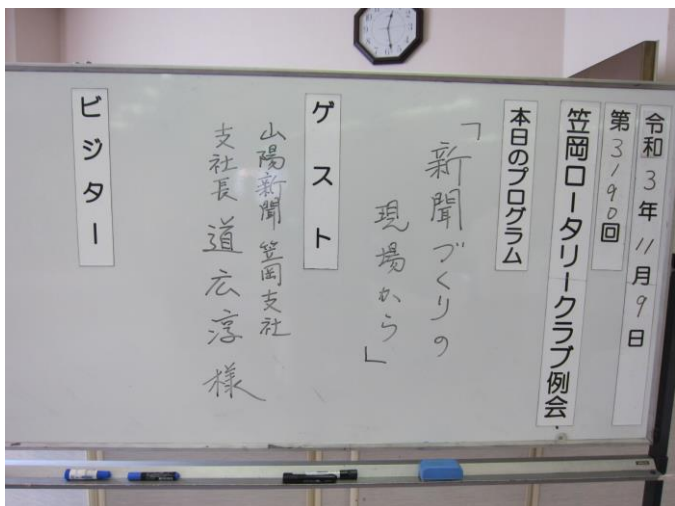 令和3年11月9日
第3190回
笠岡ロータリークラブ例会
本日のプログラム
「新聞づくりの
現場から」
ゲスト
山陽新聞 笠岡支社
支社長 道広淳様
ビジター